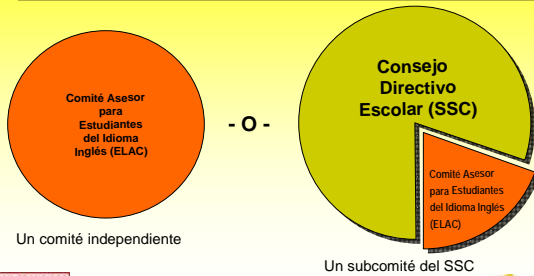 Comité Asesor
para
Estudiantes
del Idioma
Inglés (ELAC)
Un comité independiente
- O -
Consejo
Directivo
Escolar (SSC)
Comité Asesor
para Estudiantes
del Idioma Inglés
(ELAC)
Un subcomité del SSC